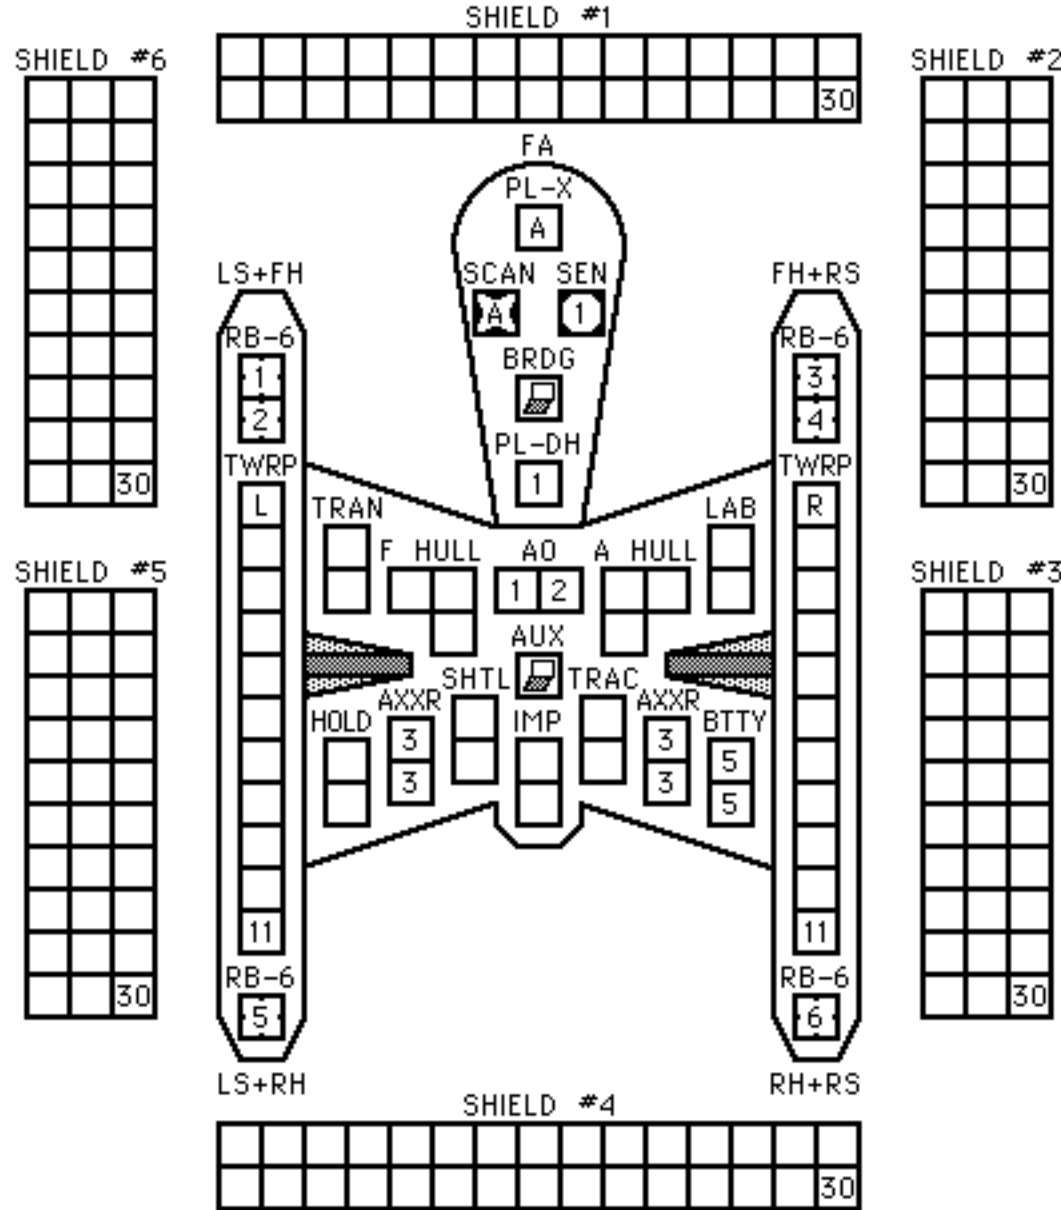 SHIELD #1
SHIELD #6
SHIELD #2
30
FA
PL-X
A
LS+FH
SCAN SEN
FH+RS
A 1
RB-6
RB-6
1
BRDG
3
2
4
PL-DH
TWRP
1
TWRP
30
30
L
TRAN
LAB
R
F HULL
AO
A HULL
SHIELD #5
1 2
SHIELD #3
AUX
SHTL
TRAC
AXXR
AXXR
HOLD
3
IMP
3
BTTY
3
3
5
5
11
11
RB-6
RB-6
30
5
6
30
LS+RH
RH+RS
SHIELD #4
30